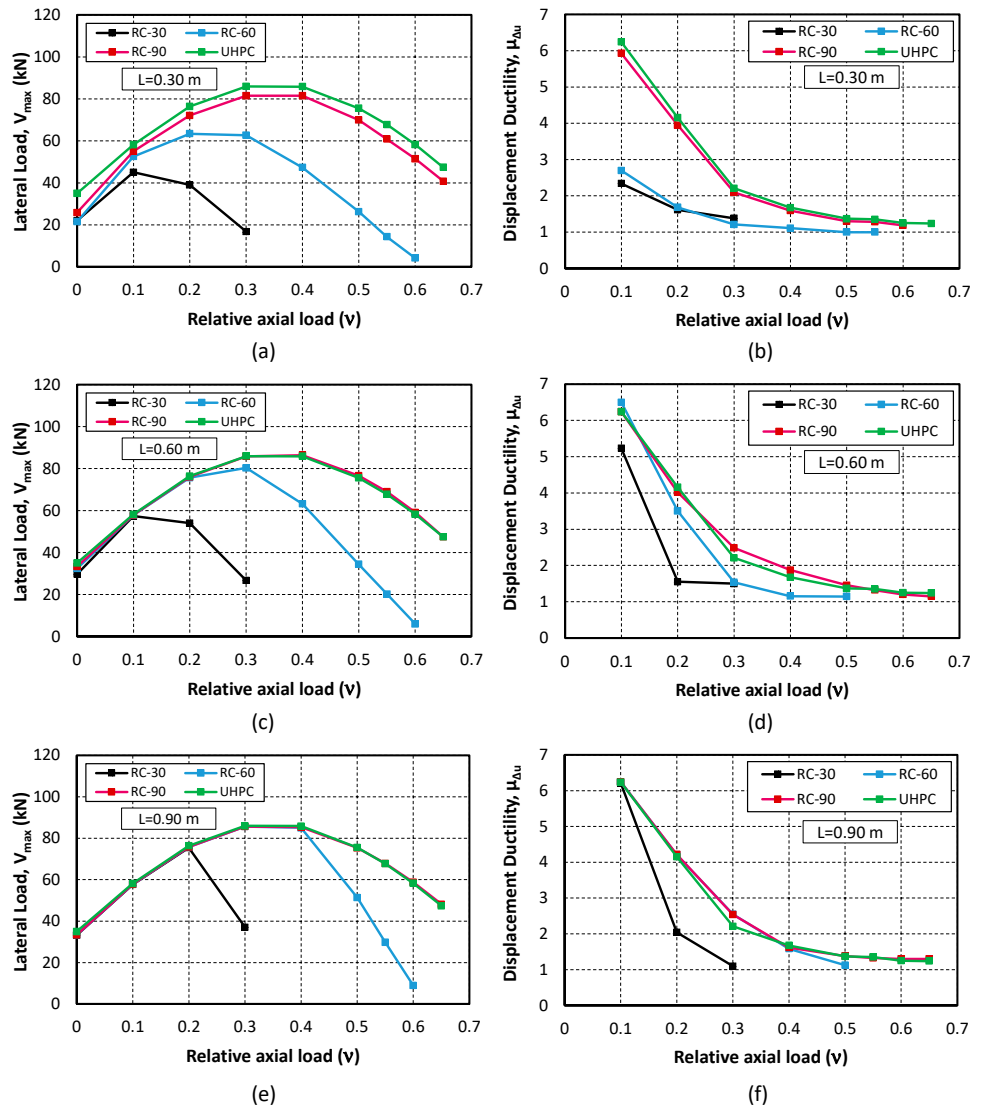 Lateral Load, Vmax (kN)
120
100
80
60
40
20
0
RC-30 RC-60
RC-90 UHPC
L=0.30 m
0 0.1 0.2 0.3 0.4 0.5 0.6 0.7
Relative axial load (ν)
(a)
Displacement Ductility, μΔu
7
6
5
4
3
2
1
0
RC-30 RC-60
RC-90 UHPC
L=0.30 m
0 0.1 0.2 0.3 0.4 0.5 0.6 0.7
Relative axial load (ν)
(b)
Lateral Load, Vmax (kN)
120
100
80
60
40
20
0
RC-30 RC-60
RC-90 UHPC
L=0.60 m
0 0.1 0.2 0.3 0.4 0.5 0.6 0.7
Relative axial load (ν)
(c)
Displacement Ductility, μΔu
7
6
5
4
3
2
1
0
RC-30 RC-60
RC-90 UHPC
L=0.60 m
0 0.1 0.2 0.3 0.4 0.5 0.6 0.7
Relative axial load (ν)
(d)
Lateral Load, Vmax (kN)
120
100
80
60
40
20
0
RC-30 RC-60
RC-90 UHPC
L=0.90 m
0 0.1 0.2 0.3 0.4 0.5 0.6 0.7
Relative axial load (ν)
(e)
Displacement Ductility, μΔu
7
6
5
4
3
2
1
0
RC-30 RC-60
RC-90 UHPC
L=0.90 m
0 0.1 0.2 0.3 0.4 0.5 0.6 0.7
Relative axial load (ν)
(f)